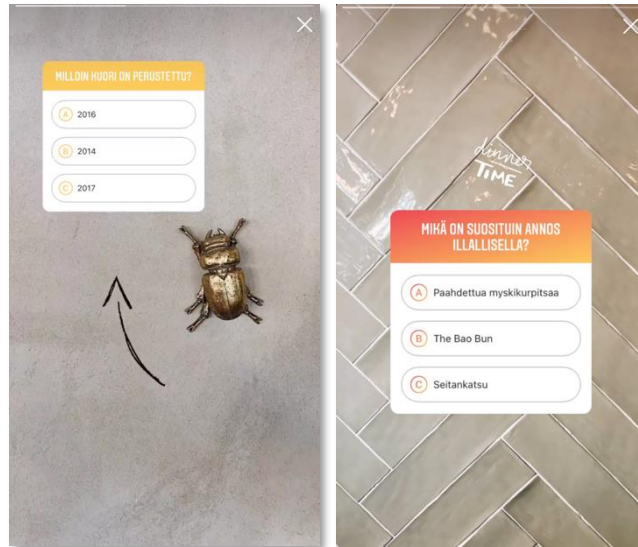 MILLOIN KUORI ON PERUSTETTU?
A 2016
B 2014
C 2017
dinner
TIME
MIKÄ ON SUOSITUIN ANNOS
ILLALLISELLA?
A Paahdettua myskikurpitsaa
B The Bao Bun
C Seitankatsu